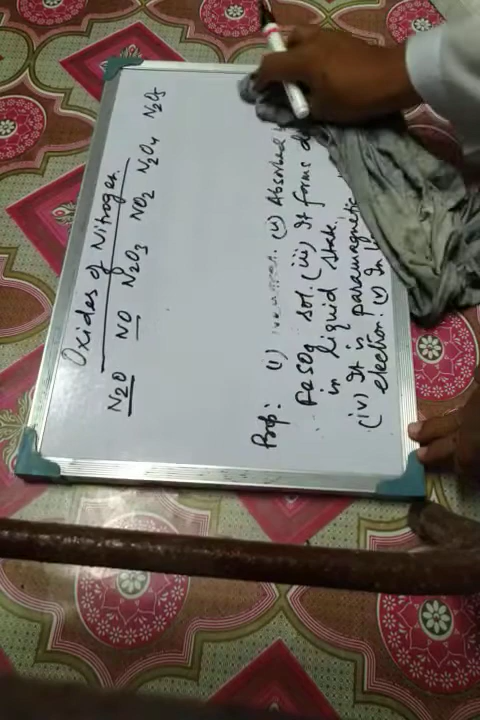 Oxides of Nitrogen
N2O NO N2O3 NO2 N2O4 N2O5
Prop: (i) (ii) Absorbed
FeSO4 sol. (iii) It forms
in liquid state.
(iv) It is paramagnetic
electron. (v) In